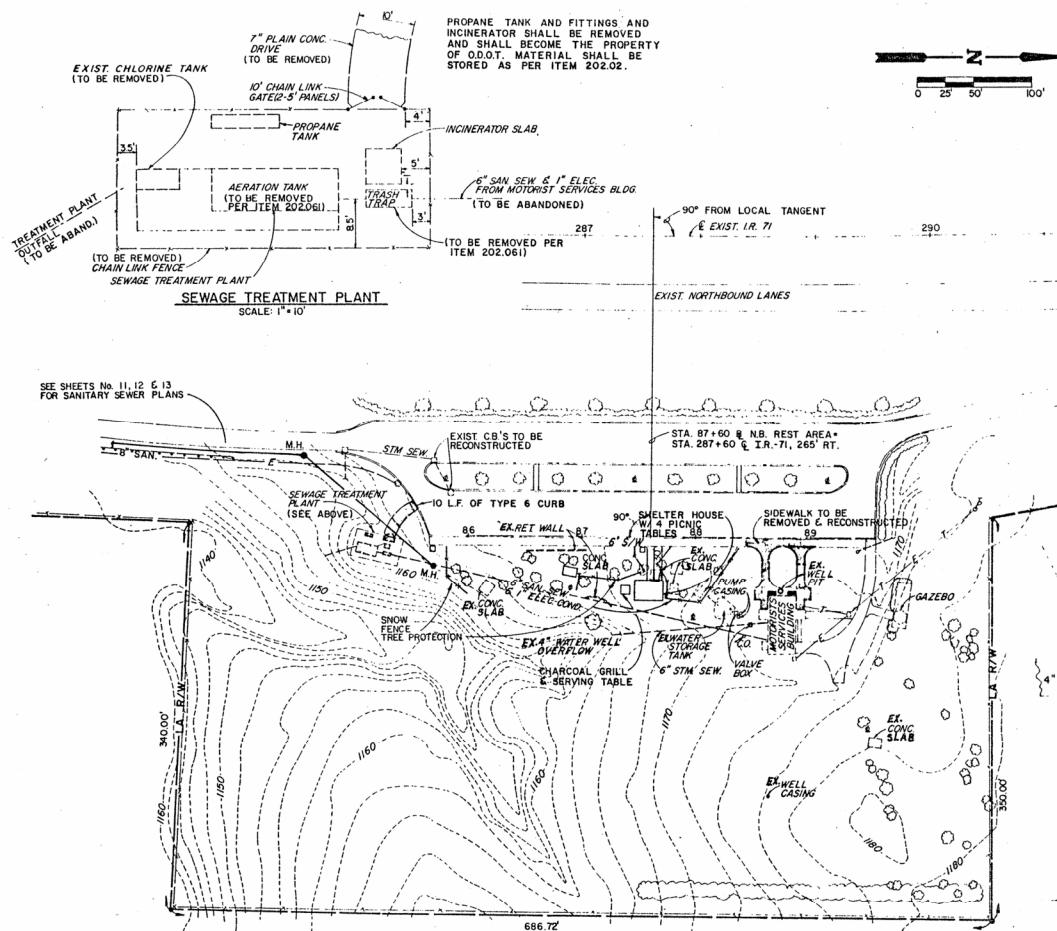 10'
PROPANE TANK AND FITTINGS AND
INCINERATOR SHALL BE REMOVED
AND SHALL BECOME THE PROPERTY
OF O.D.O.T. MATERIAL SHALL BE
STORED AS PER ITEM 202.02.
7" PLAIN CONC.
DRIVE
(TO BE REMOVED)
N
0 25' 50' 100'
EXIST. CHLORINE TANK
(TO BE REMOVED)
10' CHAIN LINK
GATE(2-5' PANELS)
4'
PROPANE
TANK
INCINERATOR SLAB
3.5'
5'
AERATION TANK
(TO BE REMOVED
PER ITEM 202.061)
TRASH
TRAP
6" SAN. SEW. & 1" ELEC.
FROM MOTORIST SERVICES BLDG.
(TO BE ABANDONED)
8.5'
3'
TREATMENT PLANT
OUTFALL
(TO BE ABAND.)
(TO BE REMOVED PER
ITEM 202.061)
(TO BE REMOVED)
CHAIN LINK FENCE
SEWAGE TREATMENT PLANT
SEWAGE TREATMENT PLANT
SCALE: 1"=10'
90° FROM LOCAL TANGENT
287
℄ EXIST. I.R. 71
290
EXIST. NORTHBOUND LANES
SEE SHEETS No. 11, 12 & 13
FOR SANITARY SEWER PLANS
M.H.
8" SAN.
E
STM SEW.
EXIST C.B.'S TO BE
RECONSTRUCTED
STA. 87+60 ℄ N.B. REST AREA=
STA. 287+60 ℄ I.R.-71, 265' RT.
SEWAGE TREATMENT
PLANT
(SEE ABOVE)
10 L.F. OF TYPE 6 CURB
86
EX.RET WALL
87
90°
SHELTER HOUSE
W/ 4 PICNIC
TABLES
88
SIDEWALK TO BE
REMOVED & RECONSTRUCTED
89
6' S/W
CONC
SLAB
EX.
CONC
SLAB
PUMP
CASING
EX.
WELL
PIT
GAZEBO
1140
1150
1160
M.H.
6" SAN. SEW.
& 1" ELEC. COND.
EX. CONC.
SLAB
SNOW
FENCE
TREE PROTECTION
EX. 4" WATER WELL
OVERFLOW
EX.WATER
STORAGE
TANK
C.O.
VALVE
BOX
MOTORISTS
SERVICES
BUILDING
1170
6" STM SEW.
CHARCOAL GRILL
& SERVING TABLE
340.00'
LA R/W
1160
1150
1160
1160
1170
EX.
CONC.
SLAB
EX. WELL
CASING
1180
1180
LA R/W
350.00'
4"
686.72'